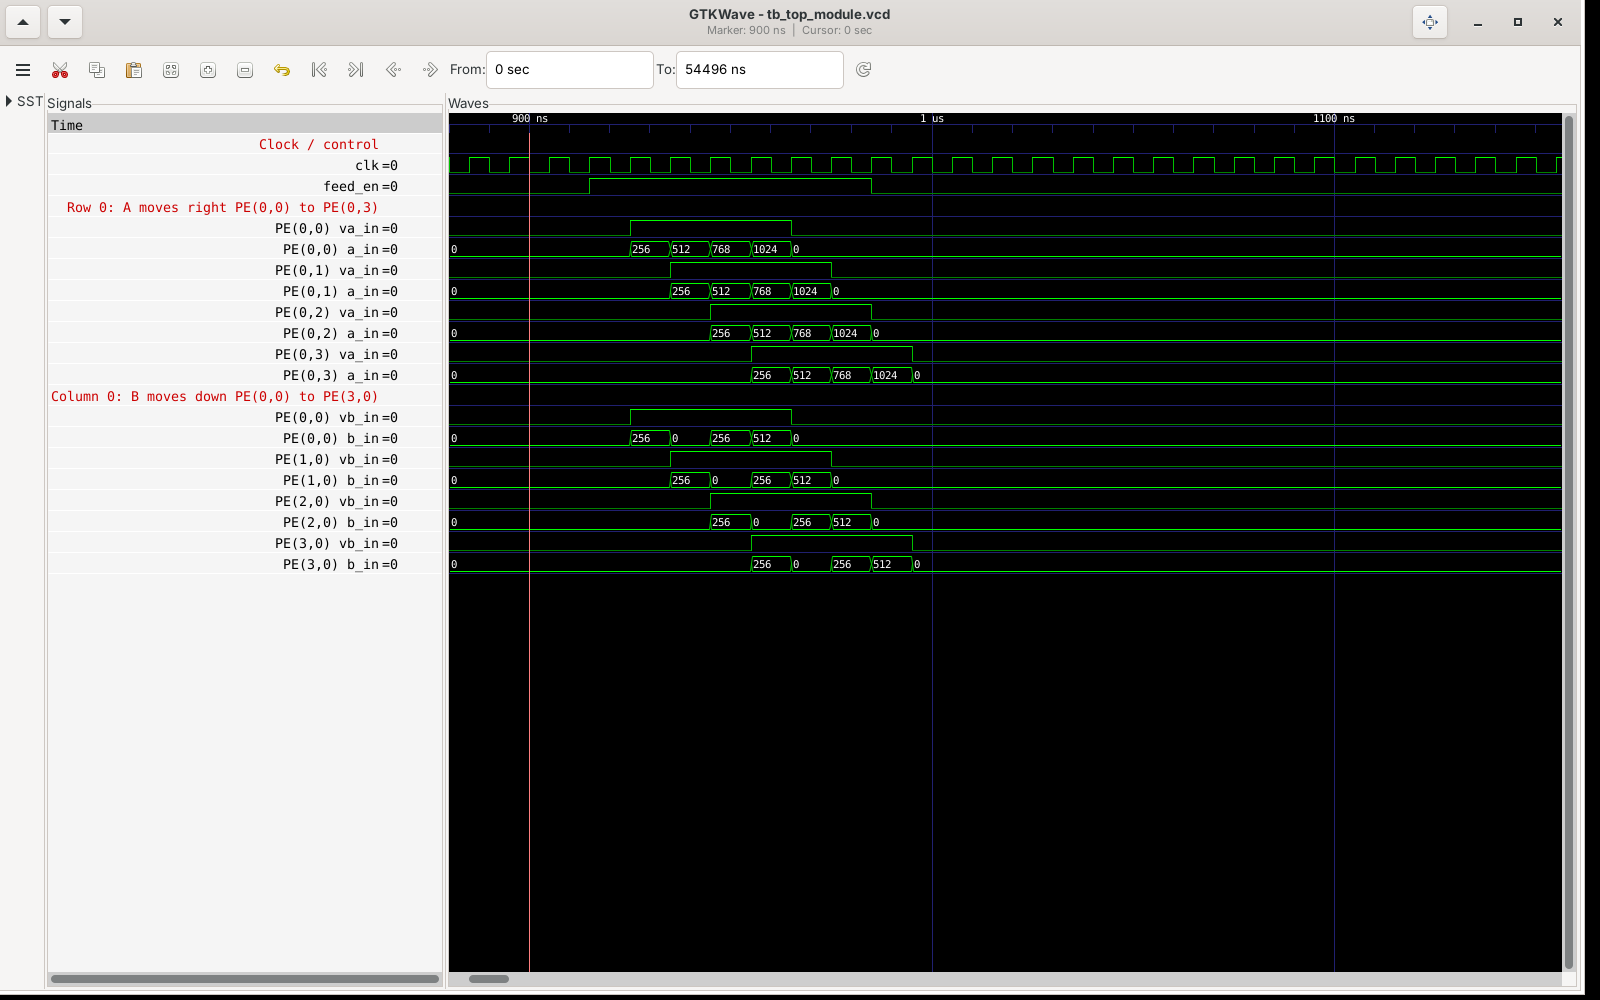 GTKWave - tb_top_module.vcd
Marker: 900 ns | Cursor: 0 sec
From: 0 sec To: 54496 ns
SST Signals Waves
Time 900 ns 1 us 1100 ns
Clock / control
clk=0
feed_en=0
Row 0: A moves right PE(0,0) to PE(0,3)
PE(0,0) va_in=0
PE(0,0) a_in=0 0 256 512 768 1024 0
PE(0,1) va_in=0
PE(0,1) a_in=0 0 256 512 768 1024 0
PE(0,2) va_in=0
PE(0,2) a_in=0 0 256 512 768 1024 0
PE(0,3) va_in=0
PE(0,3) a_in=0 0 256 512 768 1024 0
Column 0: B moves down PE(0,0) to PE(3,0)
PE(0,0) vb_in=0
PE(0,0) b_in=0 0 256 0 256 512 0
PE(1,0) vb_in=0
PE(1,0) b_in=0 0 256 0 256 512 0
PE(2,0) vb_in=0
PE(2,0) b_in=0 0 256 0 256 512 0
PE(3,0) vb_in=0
PE(3,0) b_in=0 0 256 0 256 512 0